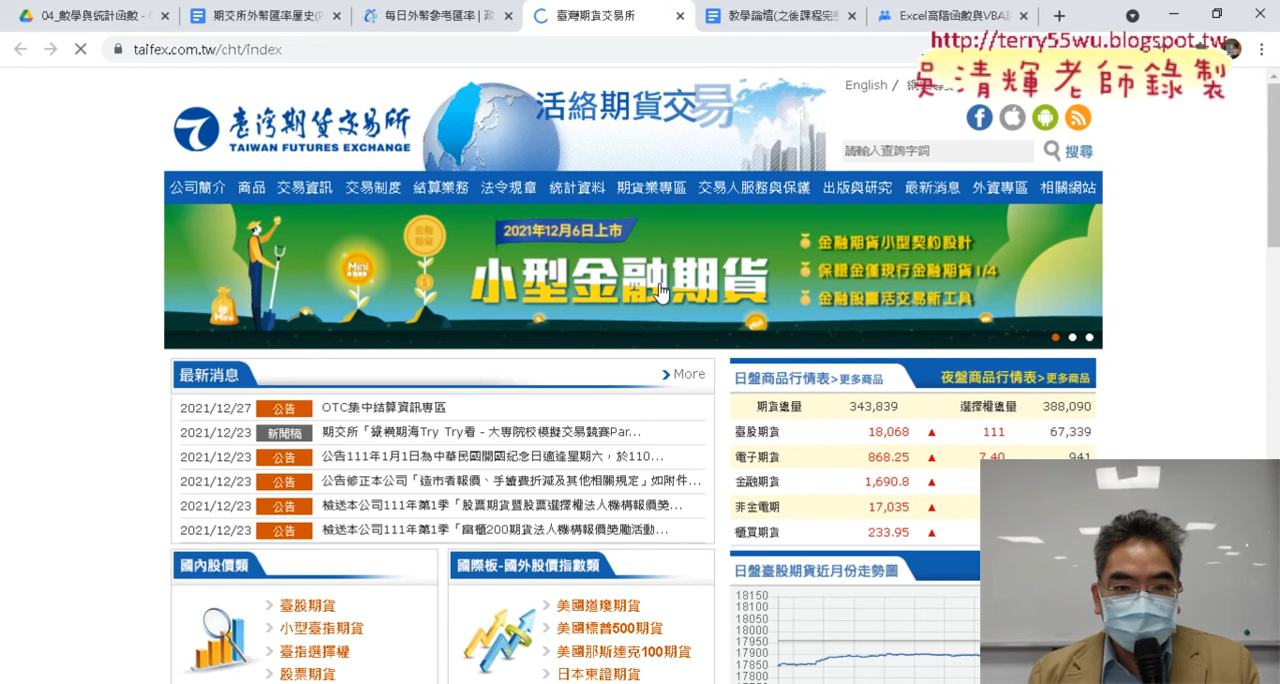 04_數學與統計函數 - G
期交所外幣匯率歷史(P
每日外幣參考匯率 | 政
臺灣期貨交易所
教學論壇(之後課程完整
Excel高階函數與VBA
taifex.com.tw/cht/index
http://terry55wu.blogspot.tw
吳清輝老師錄製
English /
臺灣期貨交易所
TAIWAN FUTURES EXCHANGE
活絡期貨交易
請輸入查詢字詞
搜尋
公司簡介 商品 交易資訊 交易制度 結算業務 法令規章 統計資料 期貨業專區 交易人服務與保護 出版與研究 最新消息 外資專區 相關網站
2021年12月6日上市
小型金融期貨
金融期貨小型契約設計
保證金僅現行金融期貨1/4
金融股靈活交易新工具
金融期貨
Mini
Mini
最新消息
More
2021/12/27 公告 OTC集中結算資訊專區
2021/12/23 新聞稿 期交所「鏘鏘期海Try Try看 - 大專院校模擬交易競賽Par...
2021/12/23 公告 公告111年1月1日為中華民國開國紀念日適逢星期六，於110...
2021/12/23 公告 公告修正本公司「造市者報價、手續費折減及其他相關規定」如附件...
2021/12/23 公告 檢送本公司111年第1季「股票期貨暨股票選擇權法人機構報價獎...
2021/12/23 公告 檢送本公司111年第1季「富櫃200期貨法人機構報價獎勵活動...
日盤商品行情表>更多商品
夜盤商品行情表>更多商品
期貨總量 343,839 選擇權總量 388,090
臺股期貨 18,068 ▲ 111 67,339
電子期貨 868.25 ▲ 7.40 941
金融期貨 1,690.8 ▲
非金電期 17,035 ▲
櫃買期貨 233.95 ▲
國內股價類
臺股期貨
小型臺指期貨
臺指選擇權
股票期貨
國際板-國外股價指數類
美國道瓊期貨
美國標普500期貨
美國那斯達克100期貨
日本東證期貨
日盤臺股期貨近月份走勢圖
18150
18100
18050
18000
17950
17900
17850
17800